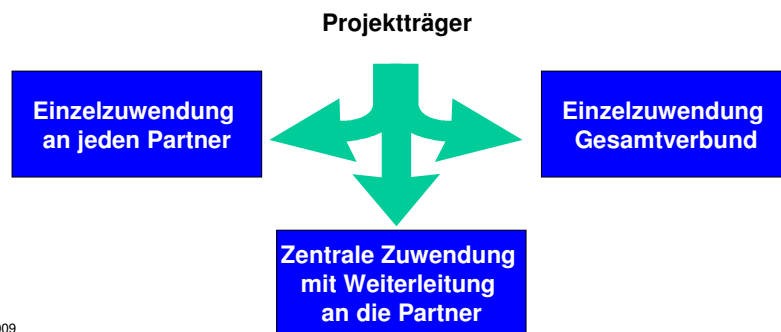 Projektträger
Einzelzuwendung
an jeden Partner
Einzelzuwendung
Gesamtverbund
Zentrale Zuwendung
mit Weiterleitung
an die Partner